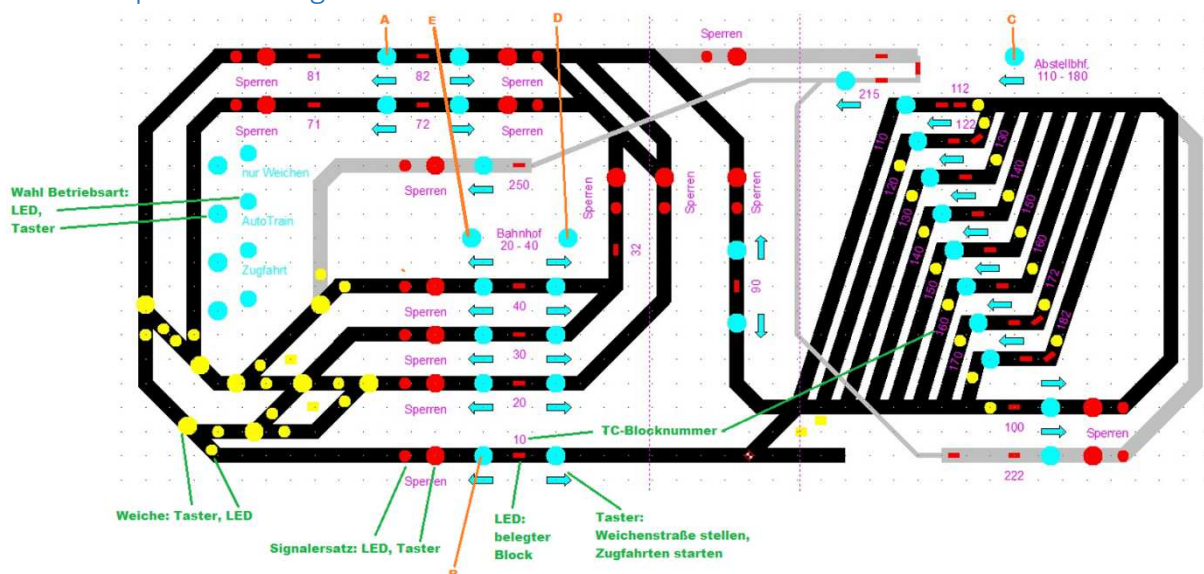 A
E
D
C
Sperren
Sperren
81
82
Sperren
Abstellbhf,
110 - 180
Sperren
71
72
Sperren
215
112
122
nur Weichen
250
Sperren
Sperren
Sperren
Sperren
110
120
130
130
140
140
150
150
160
160
170
172
182
Wahl Betriebsart:
LED,
Taster
AutoTrain
Bahnhof
20 - 40
32
90
Zugfahrt
Sperren
40
Sperren
30
Sperren
20
10
TC-Blocknummer
100
Sperren
Sperren
222
Weiche: Taster, LED
Signalersatz: LED, Taster
LED:
belegter
Block
Taster:
Weichenstraße stellen,
Zugfahrten starten